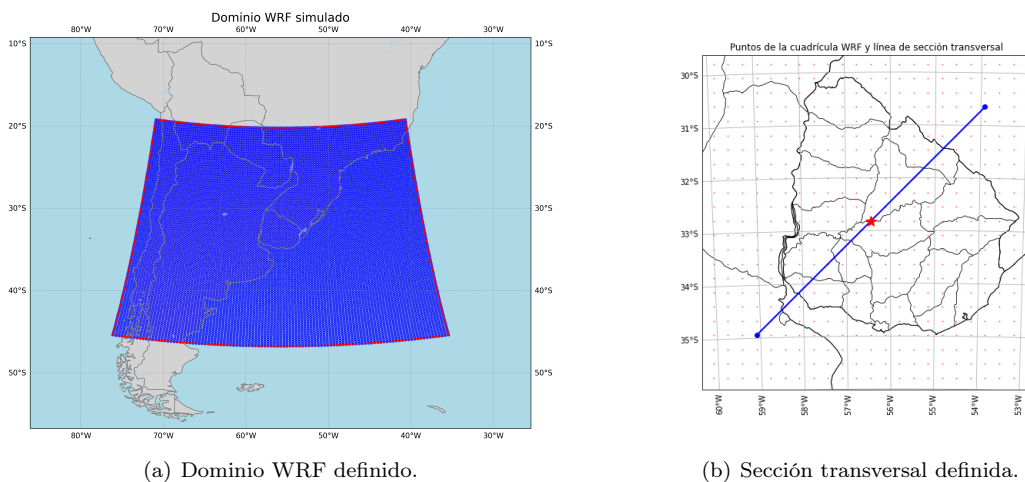 Dominio WRF simulado
80°W 70°W 60°W 50°W 40°W 30°W
10°S 10°S
20°S 20°S
30°S 30°S
40°S 40°S
50°S 50°S
80°W 70°W 60°W 50°W 40°W 30°W
(a) Dominio WRF definido.
Puntos de la cuadrícula WRF y línea de sección transversal
30°S
31°S
32°S
33°S
34°S
35°S
60°W 59°W 58°W 57°W 56°W 55°W 54°W 53°W
(b) Sección transversal definida.